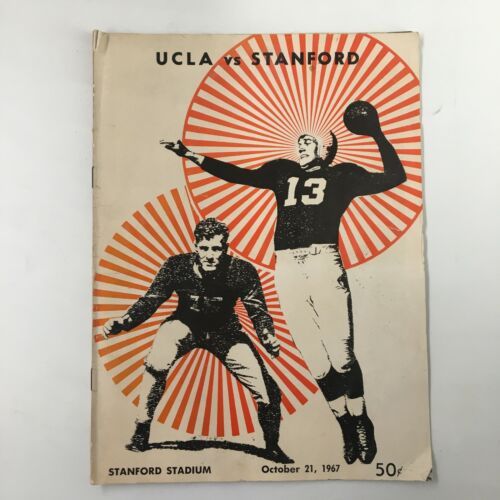 UCLA vs STANFORD
13
STANFORD STADIUM October 21, 1967 50¢